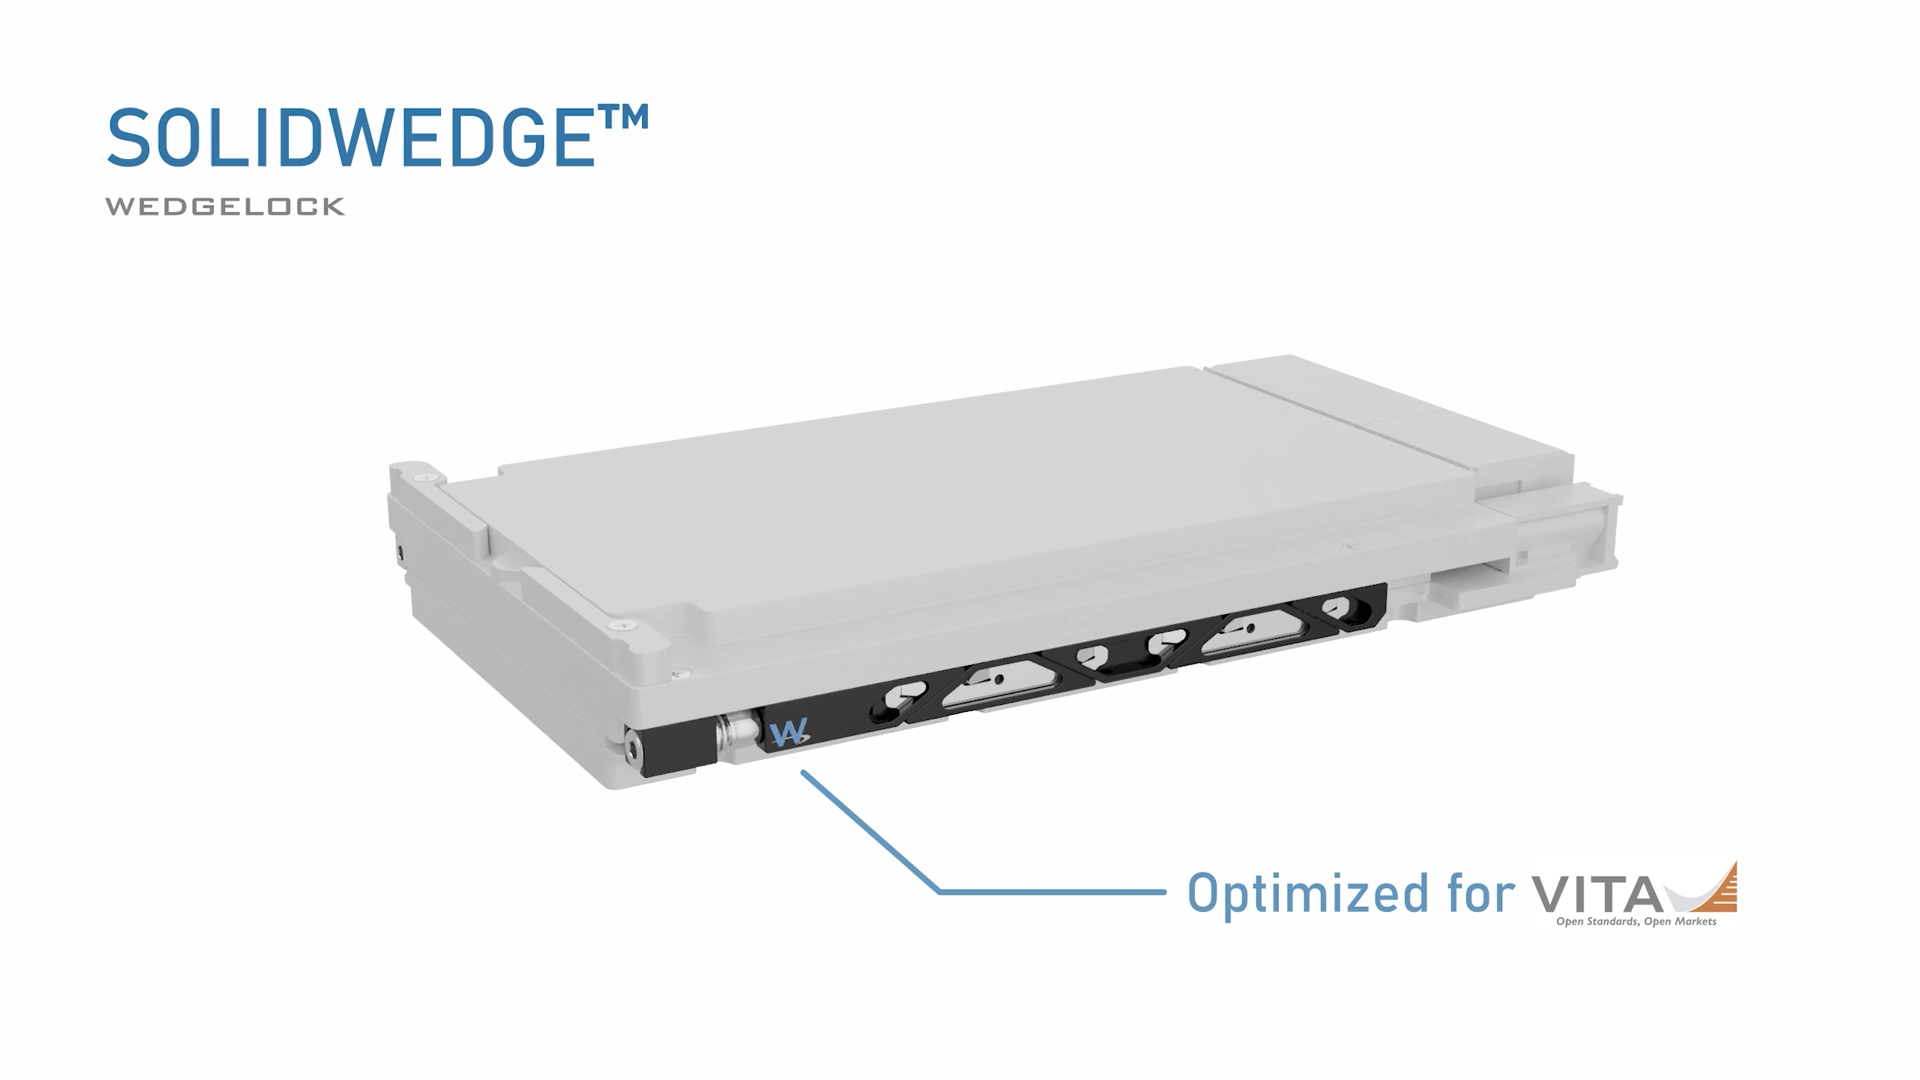 SOLIDWEDGE™
WEDGELOCK
W
Optimized for VITA
Open Standards, Open Markets